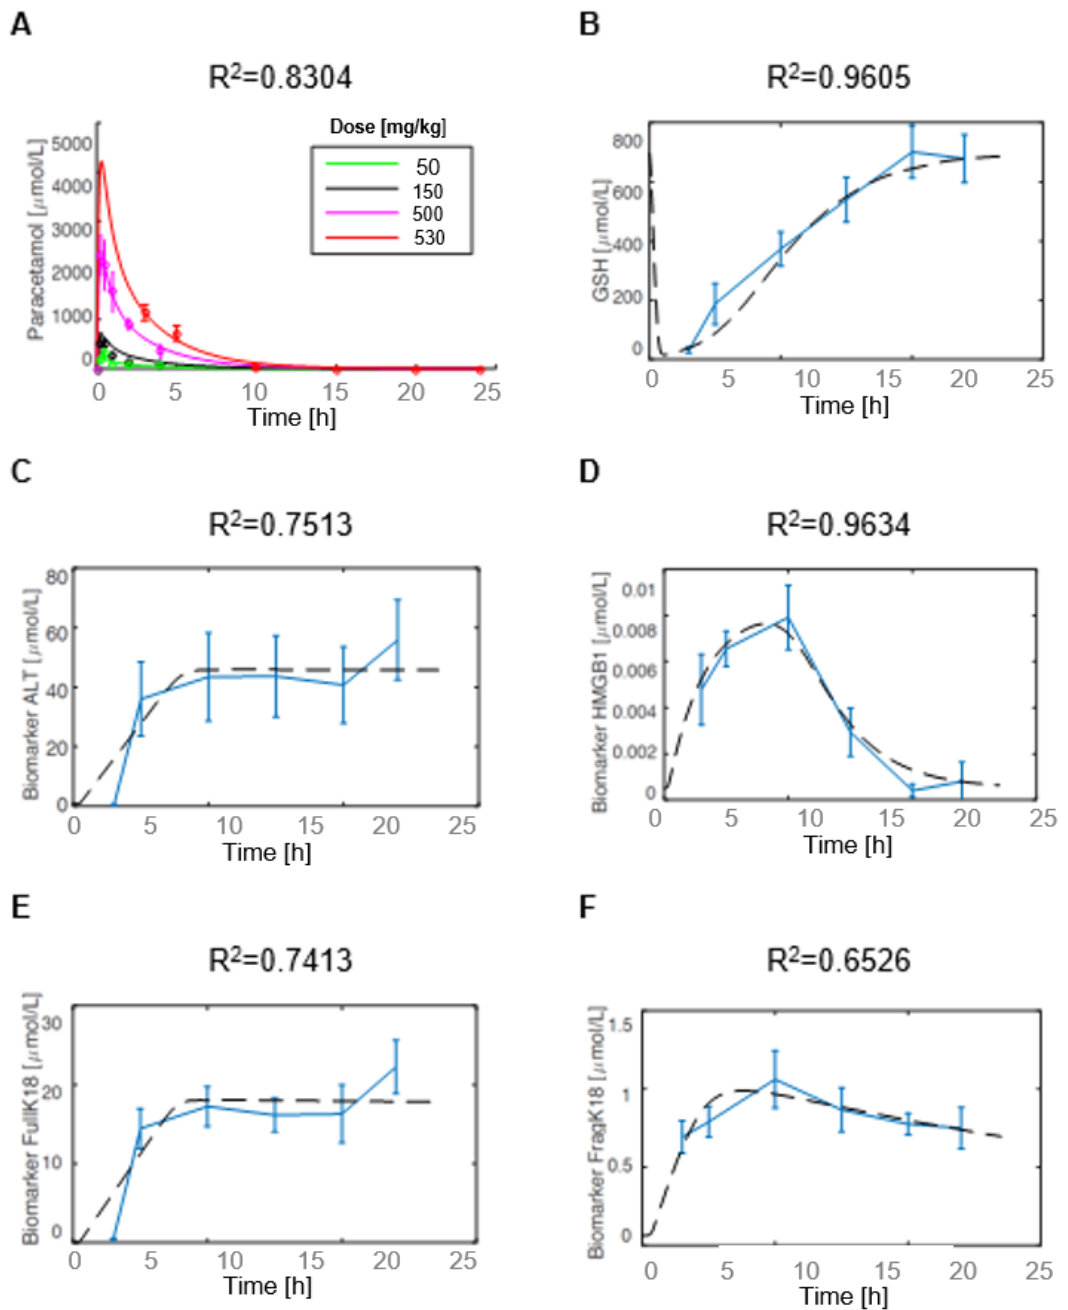 A
R²=0.8304
Paracetamol [μmol/L]
5000
4000
3000
2000
1000
0
Dose [mg/kg]
50
150
500
530
0 5 10 15 20 25
Time [h]
B
R²=0.9605
GSH [μmol/L]
800
600
400
200
0
0 5 10 15 20 25
Time [h]
C
R²=0.7513
Biomarker ALT [μmol/L]
80
60
40
20
0
0 5 10 15 20 25
Time [h]
D
R²=0.9634
Biomarker HMGB1 [μmol/L]
0.01
0.008
0.006
0.004
0.002
0
0 5 10 15 20 25
Time [h]
E
R²=0.7413
Biomarker FullK18 [μmol/L]
30
20
10
0
0 5 10 15 20 25
Time [h]
F
R²=0.6526
Biomarker FragK18 [μmol/L]
1.5
1
0.5
0
0 5 10 15 20 25
Time [h]